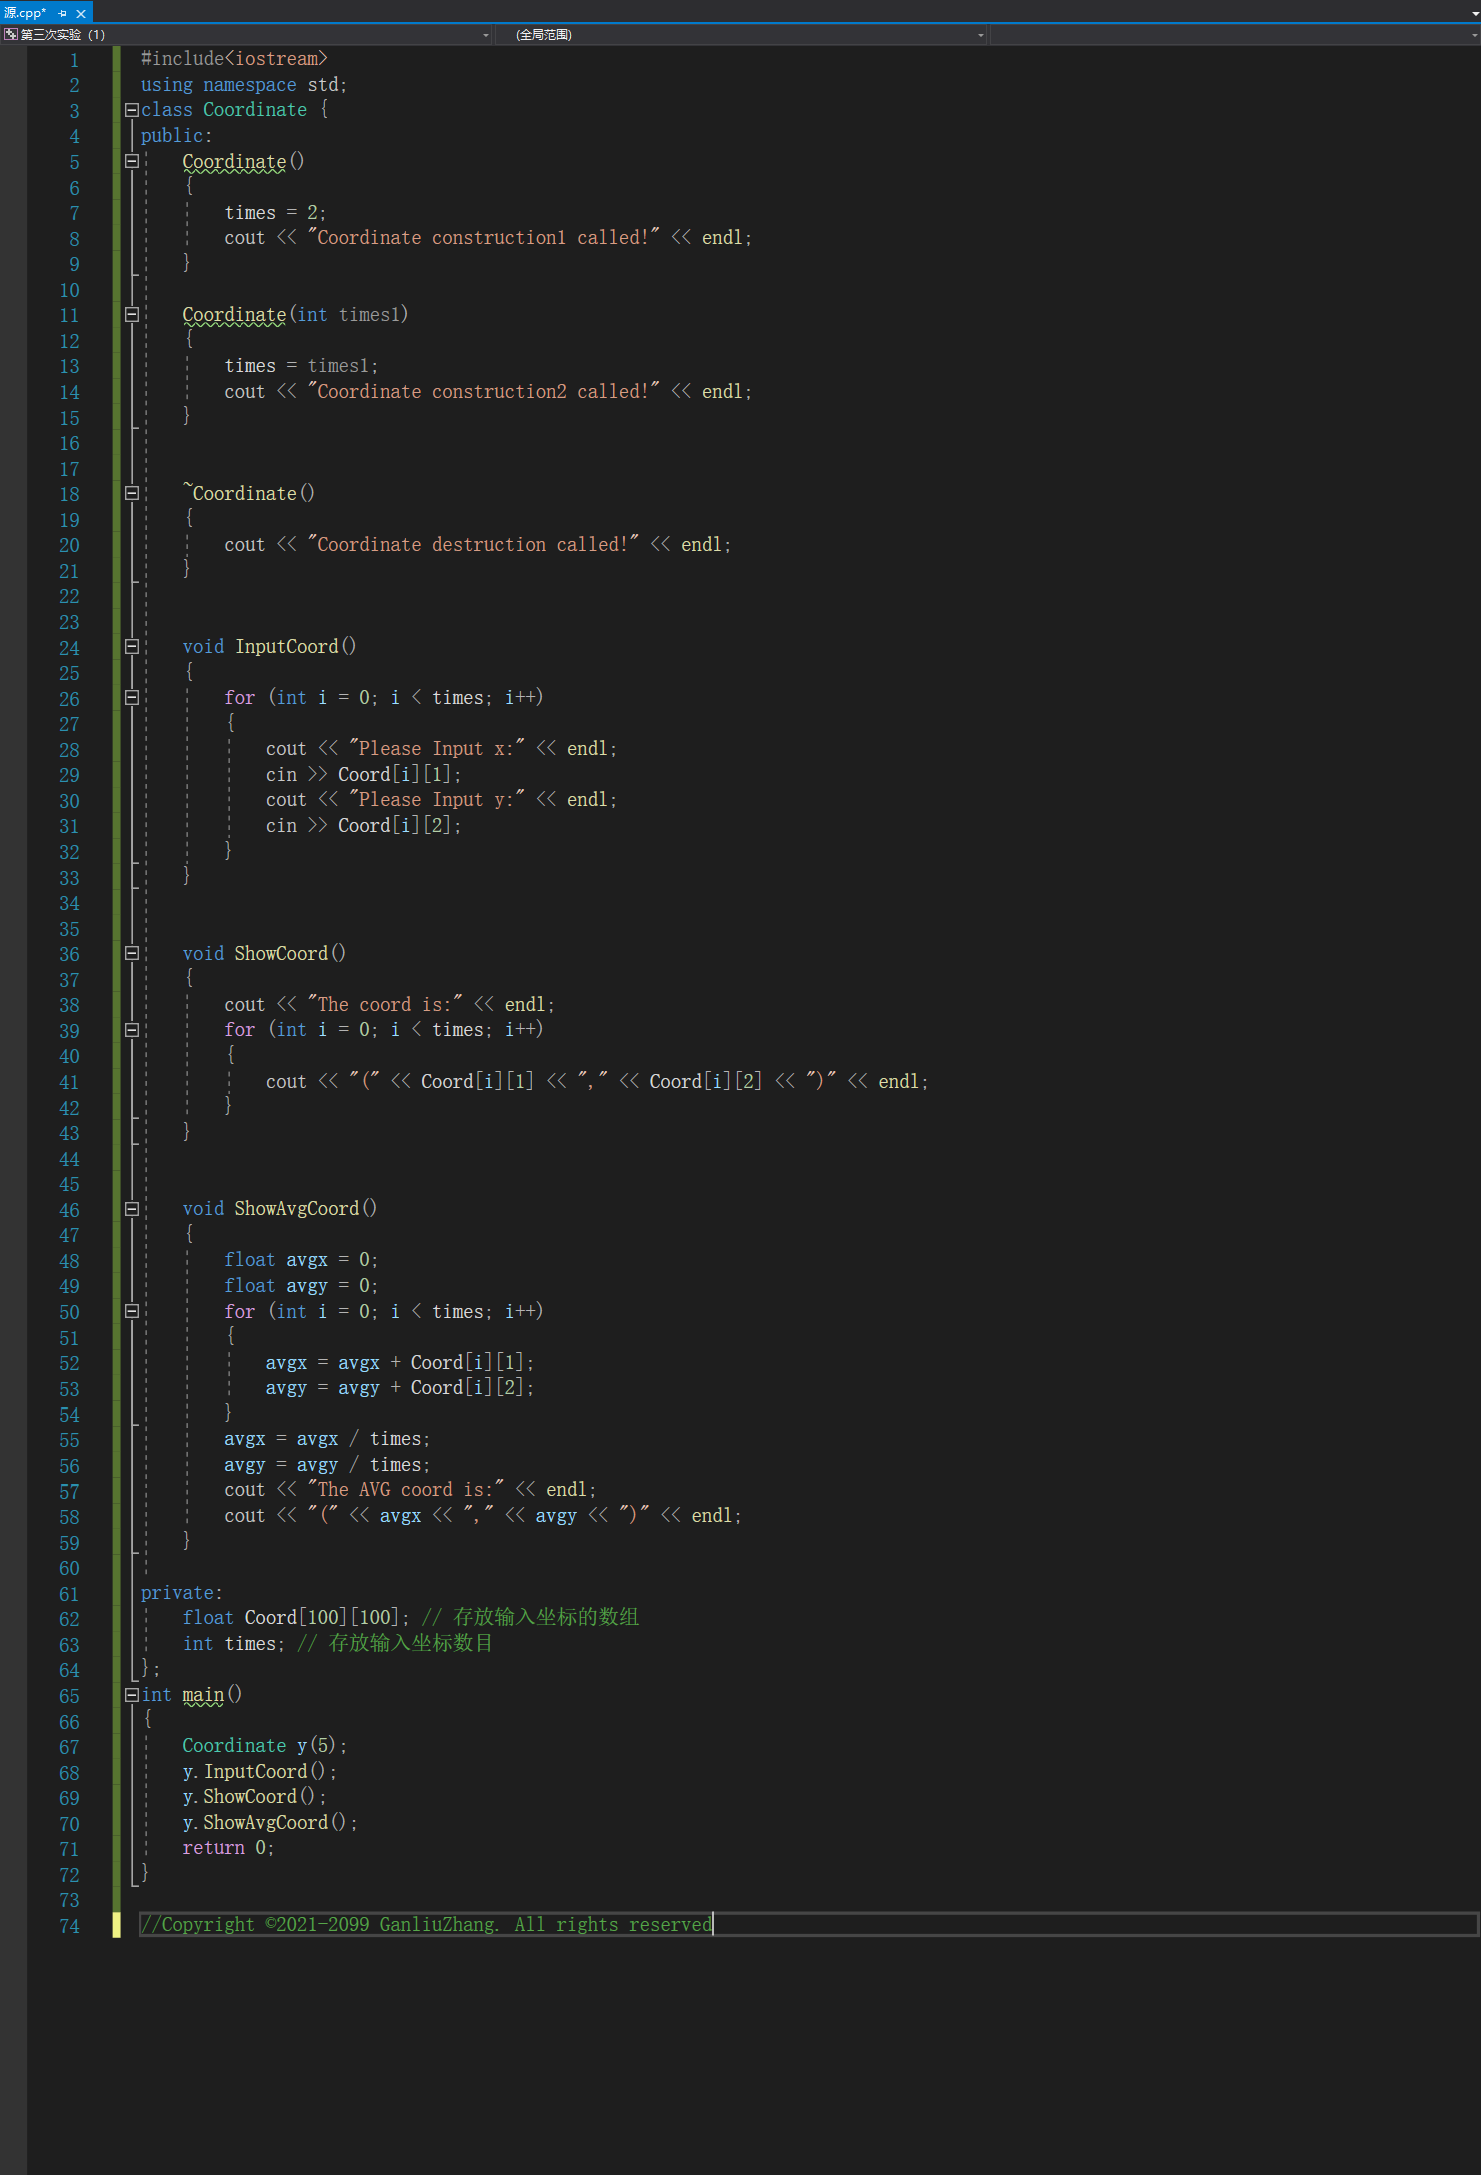 源.cpp*
第三次实验 (1) (全局范围)
1 #include<iostream>
2 using namespace std;
3 class Coordinate {
4 public:
5 Coordinate()
6 {
7 times = 2;
8 cout << "Coordinate construction1 called!" << endl;
9 }
10
11 Coordinate(int times1)
12 {
13 times = times1;
14 cout << "Coordinate construction2 called!" << endl;
15 }
16
17
18 ~Coordinate()
19 {
20 cout << "Coordinate destruction called!" << endl;
21 }
22
23
24 void InputCoord()
25 {
26 for (int i = 0; i < times; i++)
27 {
28 cout << "Please Input x:" << endl;
29 cin >> Coord[i][1];
30 cout << "Please Input y:" << endl;
31 cin >> Coord[i][2];
32 }
33 }
34
35
36 void ShowCoord()
37 {
38 cout << "The coord is:" << endl;
39 for (int i = 0; i < times; i++)
40 {
41 cout << "(" << Coord[i][1] << "," << Coord[i][2] << ")" << endl;
42 }
43 }
44
45
46 void ShowAvgCoord()
47 {
48 float avgx = 0;
49 float avgy = 0;
50 for (int i = 0; i < times; i++)
51 {
52 avgx = avgx + Coord[i][1];
53 avgy = avgy + Coord[i][2];
54 }
55 avgx = avgx / times;
56 avgy = avgy / times;
57 cout << "The AVG coord is:" << endl;
58 cout << "(" << avgx << "," << avgy << ")" << endl;
59 }
60
61 private:
62 float Coord[100][100]; // 存放输入坐标的数组
63 int times; // 存放输入坐标数目
64 };
65 int main()
66 {
67 Coordinate y(5);
68 y.InputCoord();
69 y.ShowCoord();
70 y.ShowAvgCoord();
71 return 0;
72 }
73
74 //Copyright ©2021-2099 GanliuZhang. All rights reserved